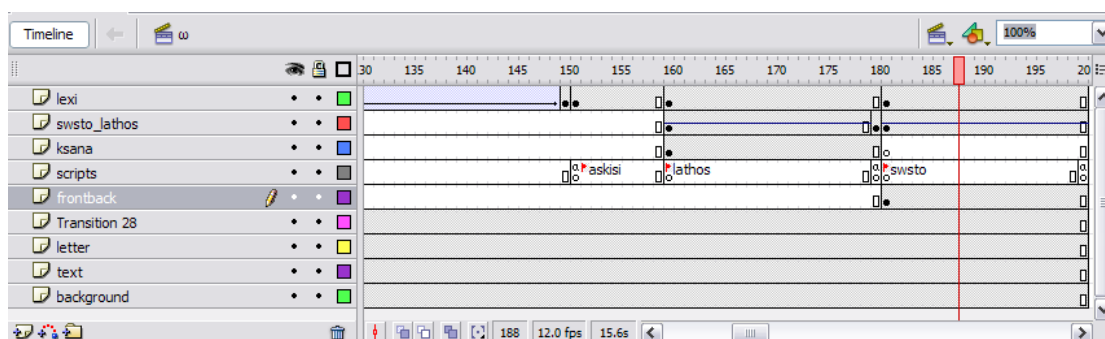 Timeline ω 100%
30 135 140 145 150 155 160 165 170 175 180 185 190 195 20
lexi
swsto_lathos
ksana
scripts a askisi lathos a swsto a
frontback
Transition 28
letter
text
background
188 12.0 fps 15.6s